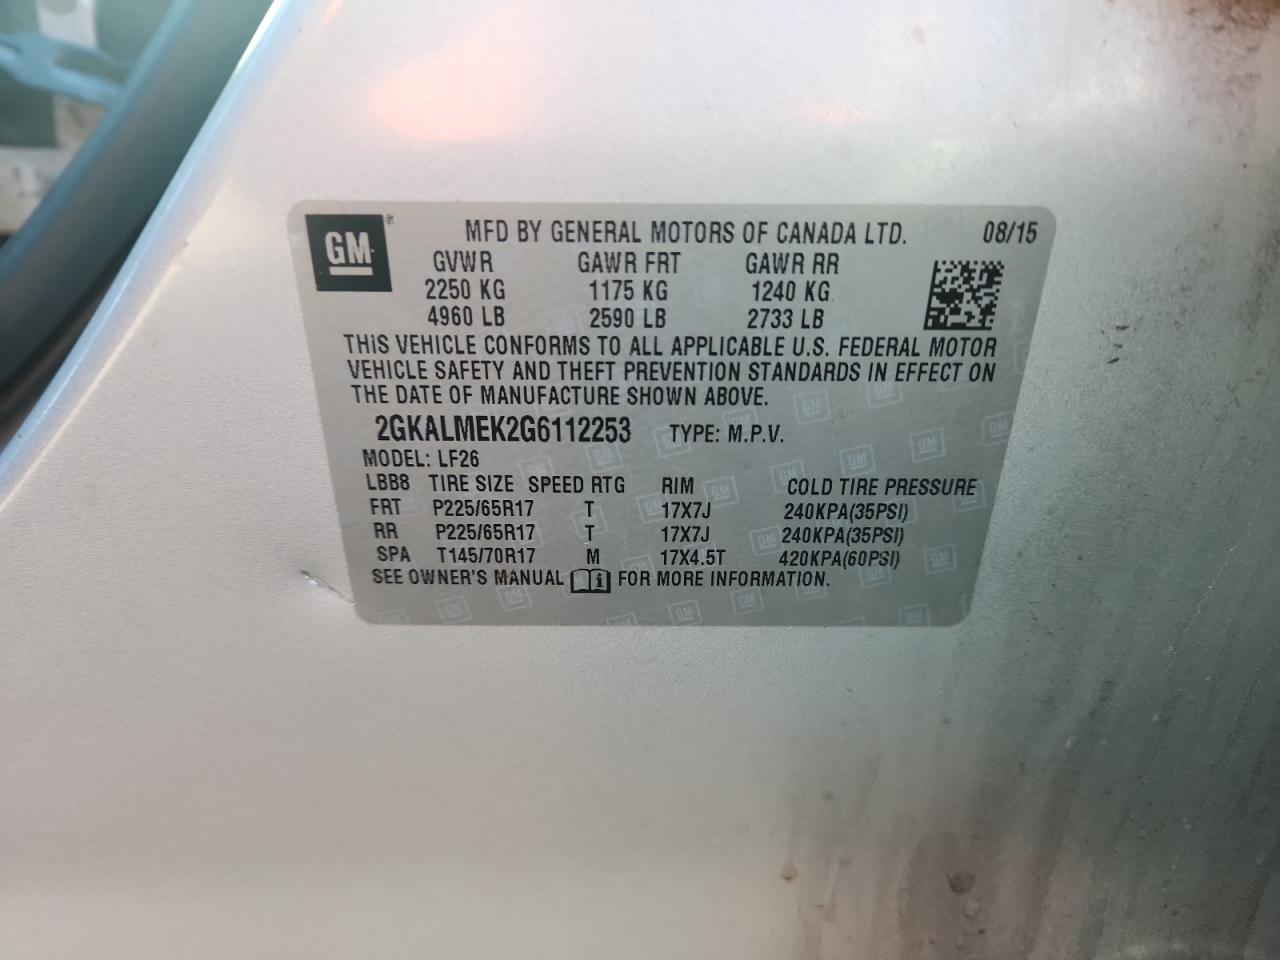 GM® MFD BY GENERAL MOTORS OF CANADA LTD. 08/15
GVWR GAWR FRT GAWR RR
2250 KG 1175 KG 1240 KG
4960 LB 2590 LB 2733 LB
THIS VEHICLE CONFORMS TO ALL APPLICABLE U.S. FEDERAL MOTOR
VEHICLE SAFETY AND THEFT PREVENTION STANDARDS IN EFFECT ON
THE DATE OF MANUFACTURE SHOWN ABOVE.
2GKALMEK2G6112253 TYPE: M.P.V.
MODEL: LF26
LBB8 TIRE SIZE SPEED RTG RIM COLD TIRE PRESSURE
FRT P225/65R17 T 17X7J 240KPA(35PSI)
RR P225/65R17 T 17X7J 240KPA(35PSI)
SPA T145/70R17 M 17X4.5T 420KPA(60PSI)
SEE OWNER'S MANUAL i FOR MORE INFORMATION.